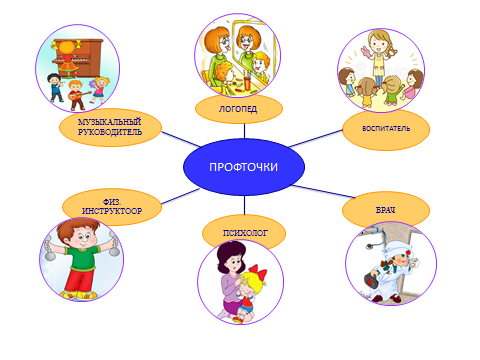 МУЗЫКАЛЬНЫЙ
РУКОВОДИТЕЛЬ
ЛОГОПЕД
ВОСПИТАТЕЛЬ
ПРОФТОЧКИ
ФИЗ.
ИНСТРУКТООР
ПСИХОЛОГ
ВРАЧ